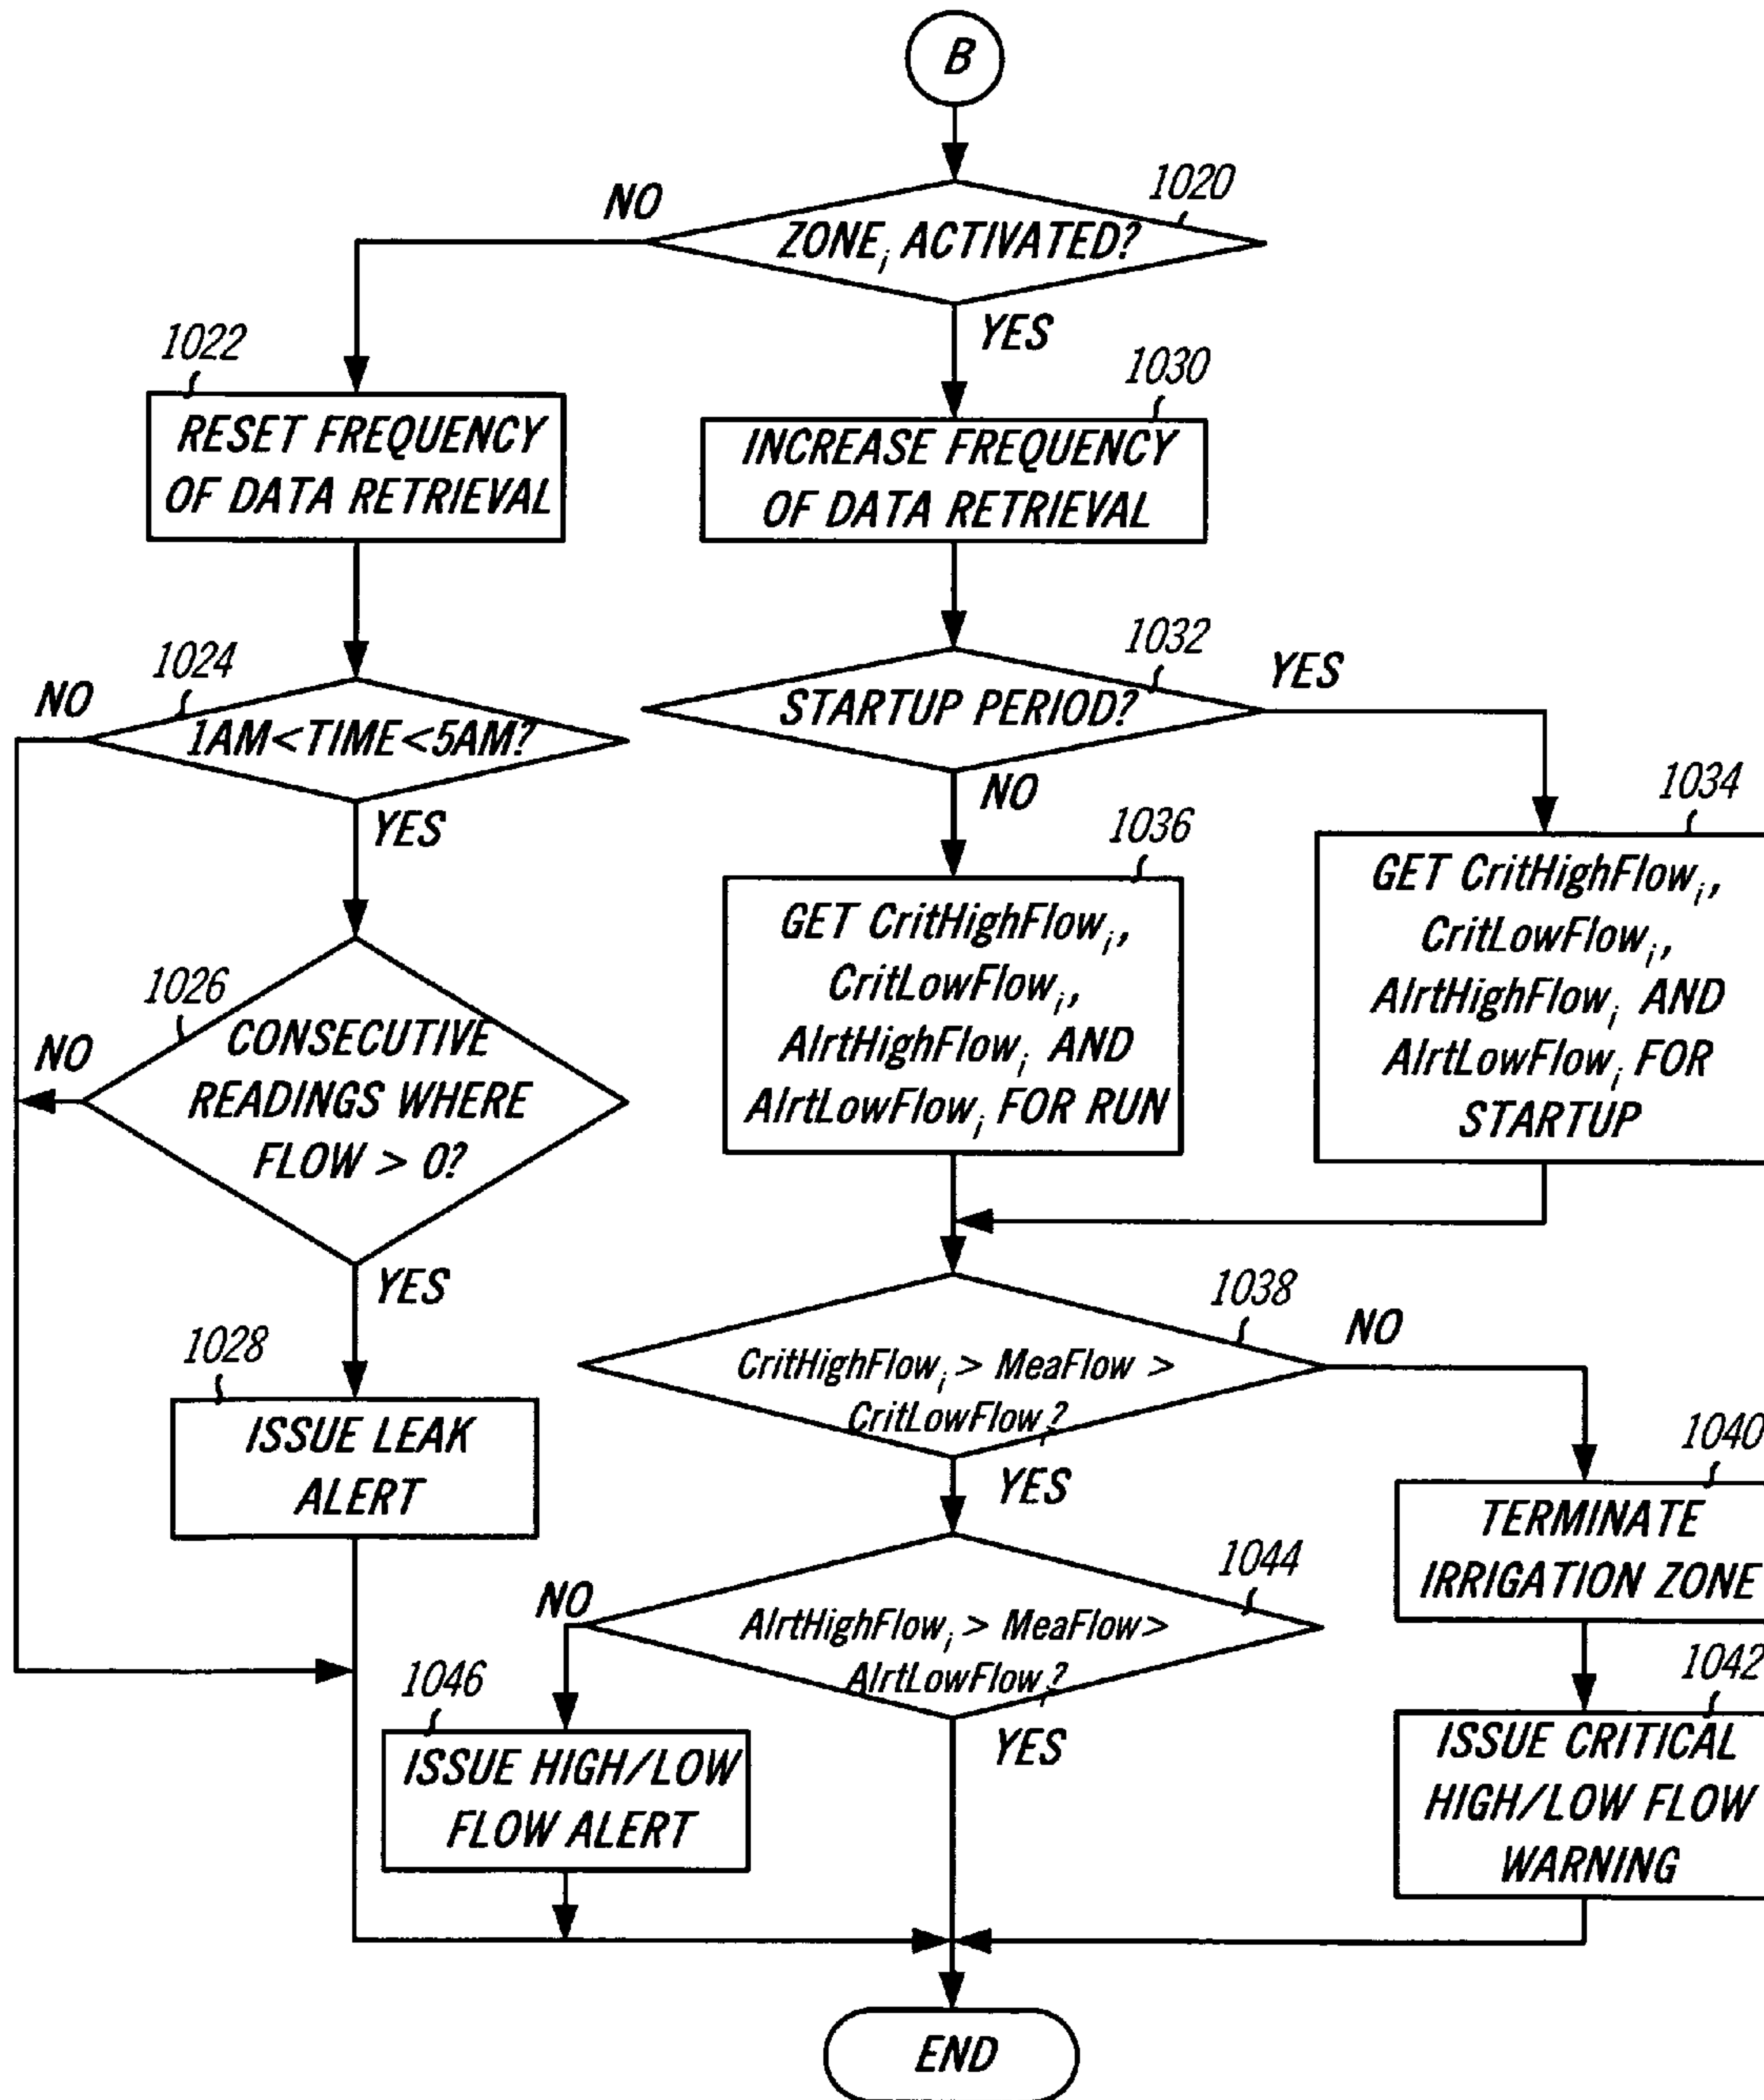 B
1020
NO
ZONEi ACTIVATED?
YES
1022
RESET FREQUENCY
OF DATA RETRIEVAL
1030
INCREASE FREQUENCY
OF DATA RETRIEVAL
1024
NO
1AM<TIME<5AM?
YES
1032
YES
STARTUP PERIOD?
NO
1034
GET CritHighFlowi,
CritLowFlowi,
AlrtHighFlowi AND
AlrtLowFlowi FOR
STARTUP
1036
GET CritHighFlowi,
CritLowFlowi,
AlrtHighFlowi AND
AlrtLowFlowi FOR RUN
1026
NO
CONSECUTIVE
READINGS WHERE
FLOW > 0?
YES
1028
ISSUE LEAK
ALERT
1038
NO
CritHighFlowi > MeaFlow >
CritLowFlowi?
YES
1040
TERMINATE
IRRIGATION ZONE
1042
ISSUE CRITICAL
HIGH/LOW FLOW
WARNING
1044
NO
AlrtHighFlowi > MeaFlow>
AlrtLowFlowi?
YES
1046
ISSUE HIGH/LOW
FLOW ALERT
END